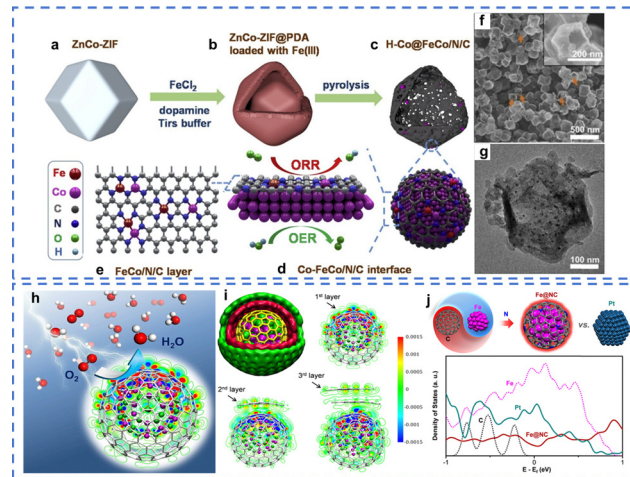 a
ZnCo-ZIF
b
ZnCo-ZIF@PDA
loaded with Fe(III)
c
H-Co@FeCo/N/C
FeCl₂
dopamine
Tirs buffer
pyrolysis
f
200 nm
500 nm
g
100 nm
Fe
Co
C
N
O
H
ORR
OER
e
FeCo/N/C layer
d
Co-FeCo/N/C interface
h
H₂O
O₂
i
1st layer
2nd layer
3rd layer
0.0015
0.0010
0.0005
0
-0.0005
-0.0010
-0.0015
j
C
Fe
N
Fe@NC
vs.
Pt
Density of States (a. u.)
Fe
Pt
C
Fe@NC
-1
0
1
E - Ef (eV)